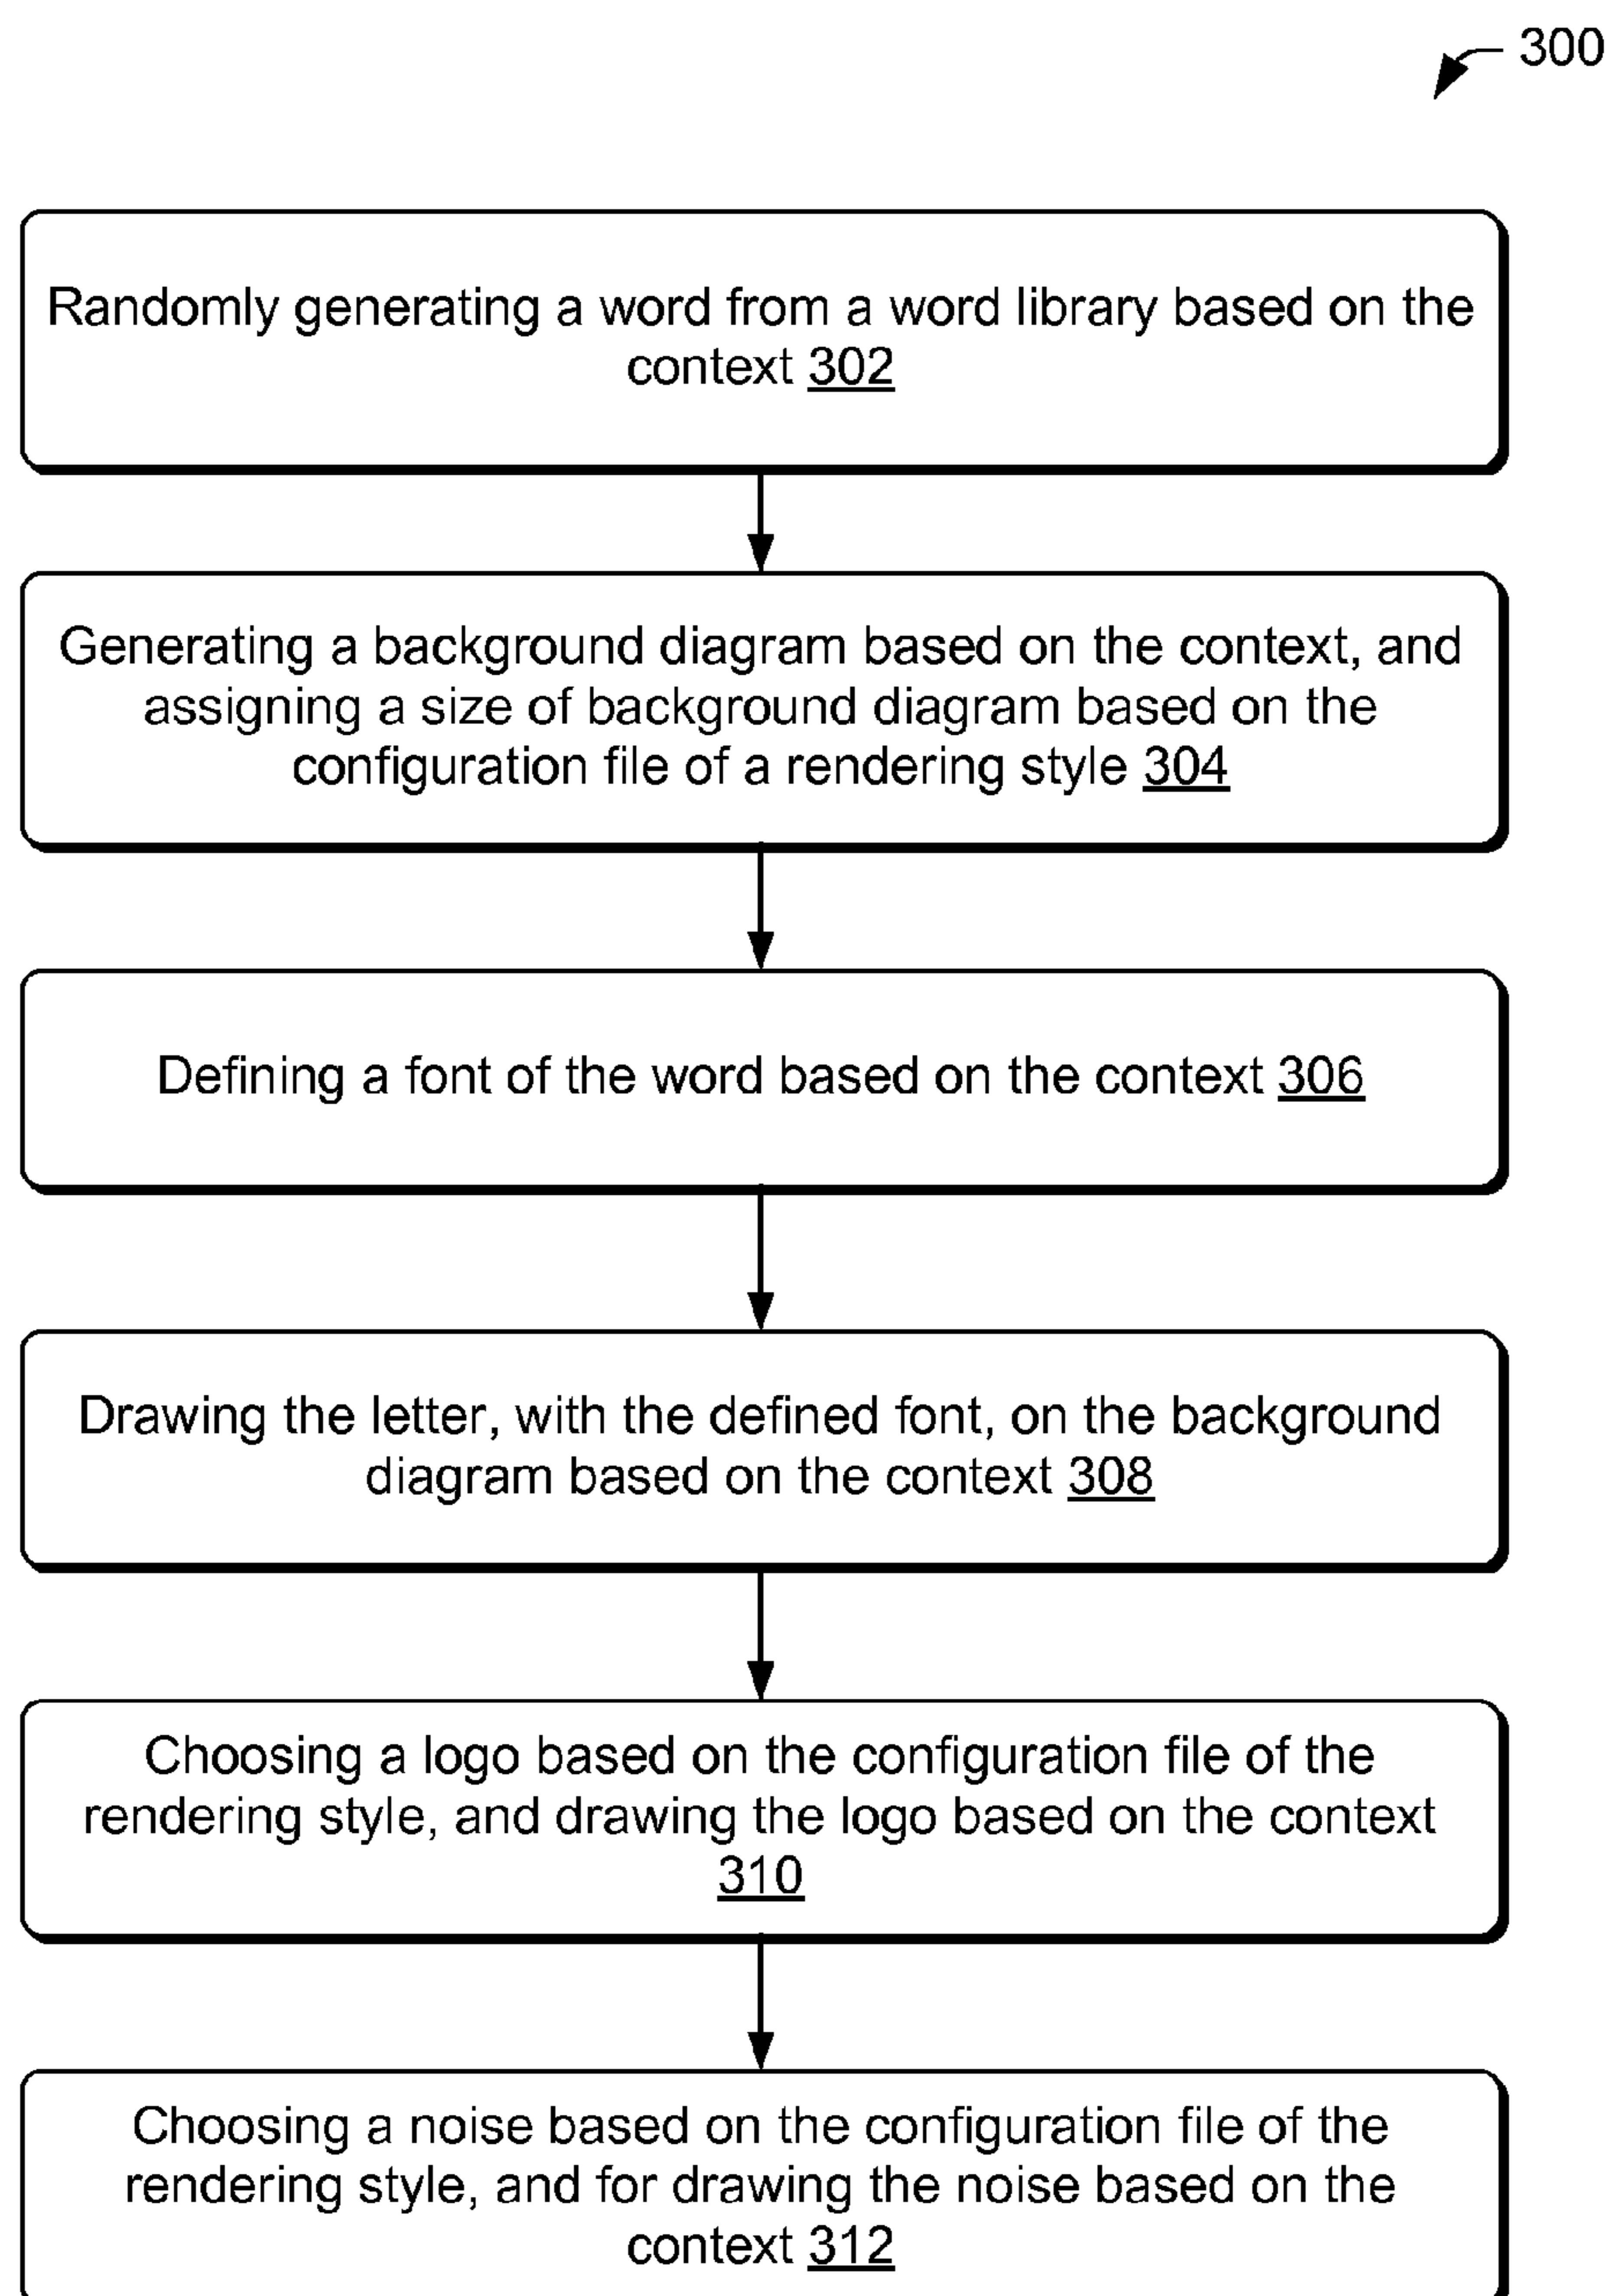 300
Randomly generating a word from a word library based on the
context 302
Generating a background diagram based on the context, and
assigning a size of background diagram based on the
configuration file of a rendering style 304
Defining a font of the word based on the context 306
Drawing the letter, with the defined font, on the background
diagram based on the context 308
Choosing a logo based on the configuration file of the
rendering style, and drawing the logo based on the context
310
Choosing a noise based on the configuration file of the
rendering style, and for drawing the noise based on the
context 312